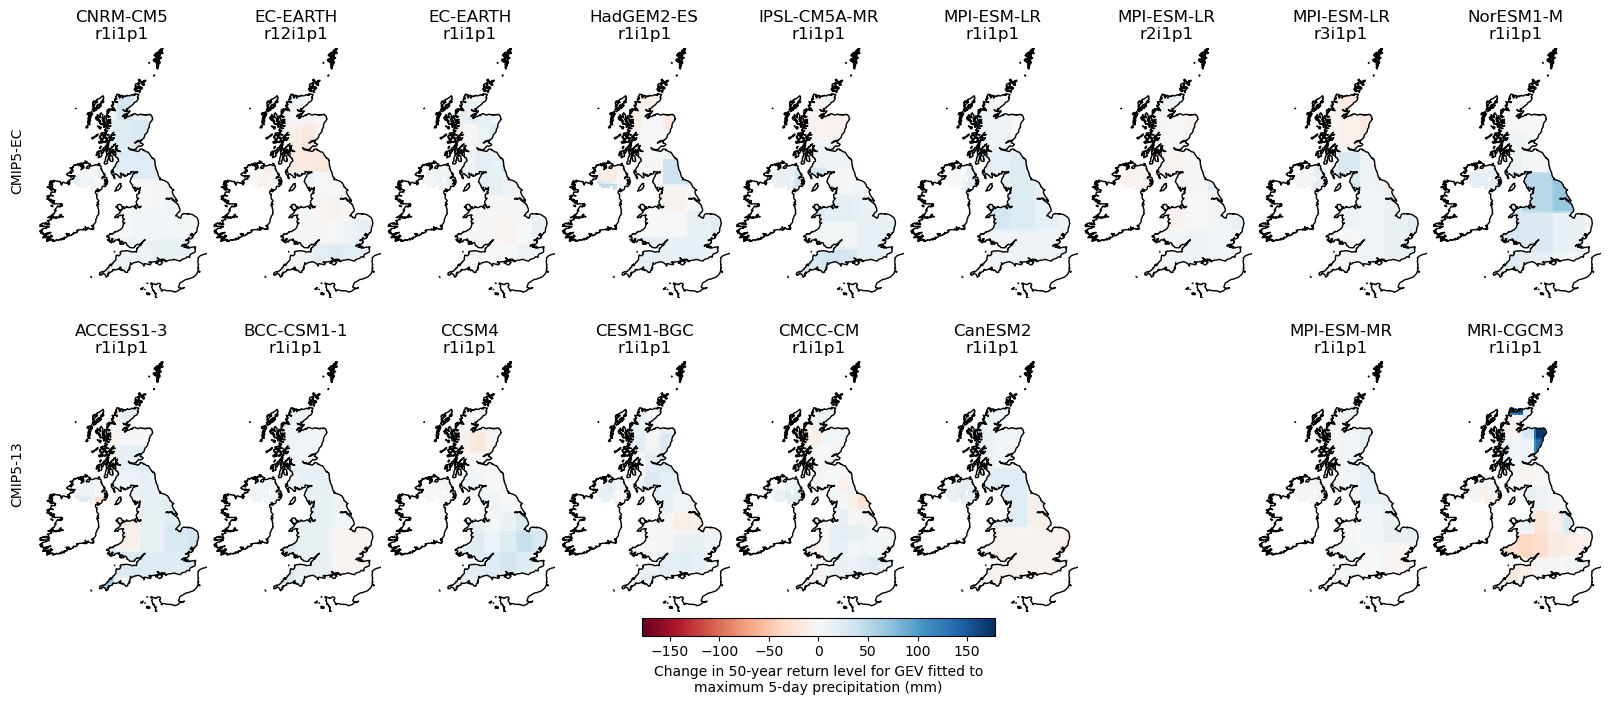 CNRM-CM5
r1i1p1
EC-EARTH
r12i1p1
EC-EARTH
r1i1p1
HadGEM2-ES
r1i1p1
IPSL-CM5A-MR
r1i1p1
MPI-ESM-LR
r1i1p1
MPI-ESM-LR
r2i1p1
MPI-ESM-LR
r3i1p1
NorESM1-M
r1i1p1
CMIP5-EC
ACCESS1-3
r1i1p1
BCC-CSM1-1
r1i1p1
CCSM4
r1i1p1
CESM1-BGC
r1i1p1
CMCC-CM
r1i1p1
CanESM2
r1i1p1
MPI-ESM-MR
r1i1p1
MRI-CGCM3
r1i1p1
CMIP5-13
−150 −100 −50 0 50 100 150
Change in 50-year return level for GEV fitted to
maximum 5-day precipitation (mm)